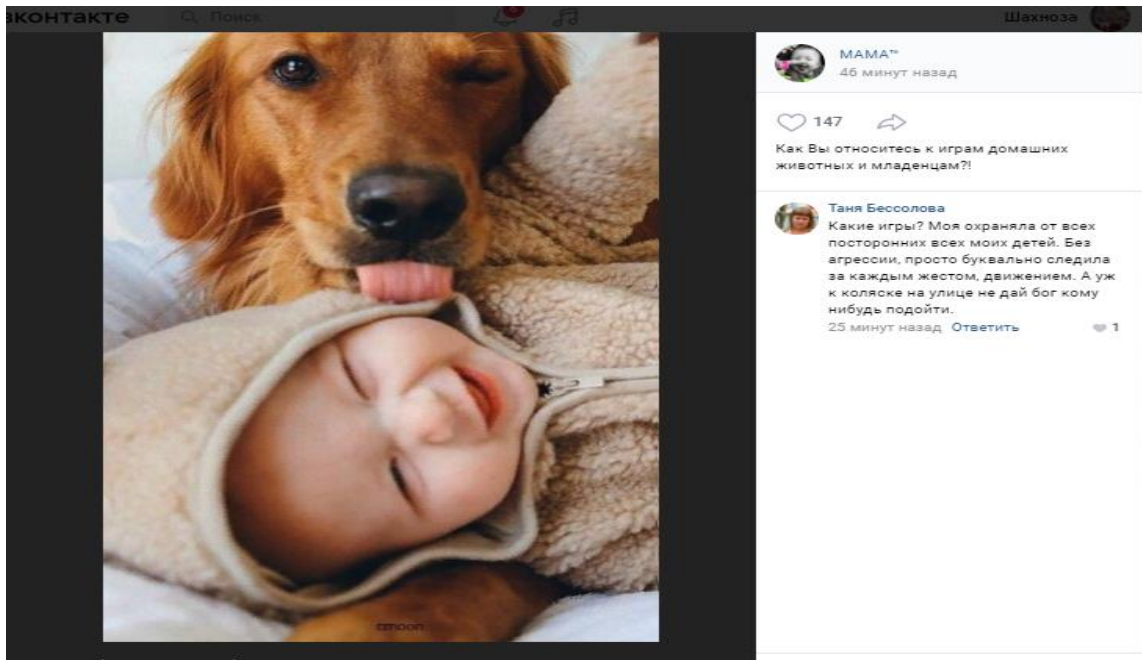 вконтакте
Поиск
Шахноза
МАМА™
46 минут назад
147
Как Вы относитесь к играм домашних
животных и младенцам?!
Таня Бессолова
Какие игры? Моя охраняла от всех
посторонних всех моих детей. Без
агрессии, просто буквально следила
за каждым жестом, движением. А уж
к коляске на улице не дай бог кому
нибудь подойти.
25 минут назад Ответить 1